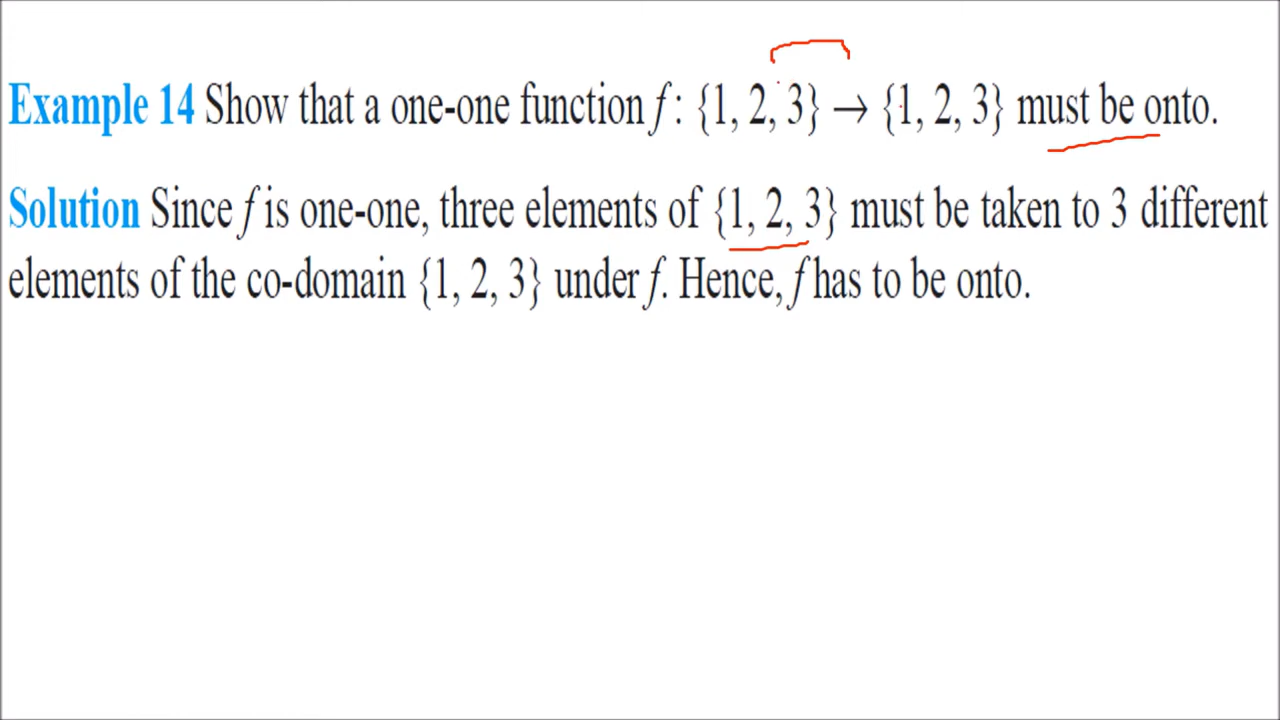 Example 14 Show that a one-one function f : {1, 2, 3} → {1, 2, 3} must be onto.
Solution Since f is one-one, three elements of {1, 2, 3} must be taken to 3 different
elements of the co-domain {1, 2, 3} under f. Hence, f has to be onto.